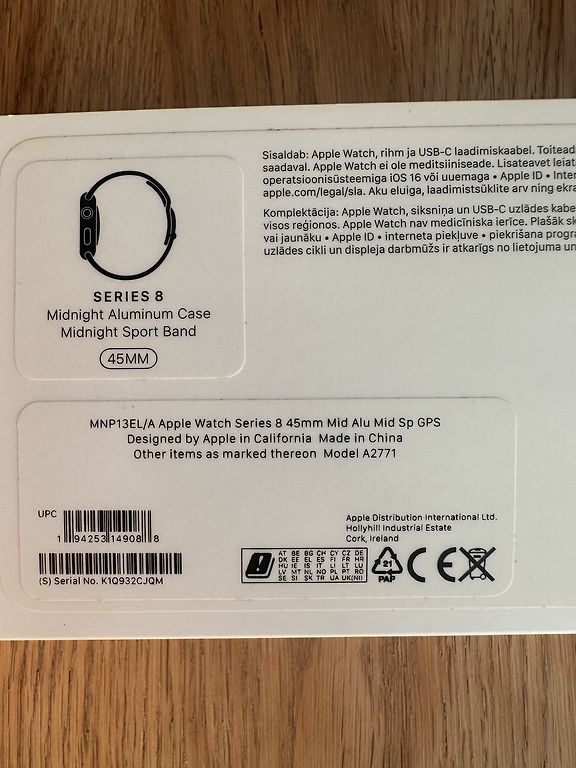 SERIES 8
Midnight Aluminum Case
Midnight Sport Band
45MM
Sisaldab: Apple Watch, rihm ja USB-C laadimiskaabel. Toitead
saadaval. Apple Watch ei ole meditsiiniseade. Lisateavet leiat
operatsioonisüsteemiga iOS 16 või uuemaga • Apple ID • Inter
apple.com/legal/sla. Aku eluiga, laadimistsüklite arv ning ekra
Komplektācija: Apple Watch, siksniņa un USB-C uzlādes kabe
visos reģionos. Apple Watch nav medicīniska ierīce. Plašāk sk
vai jaunāku • Apple ID • interneta piekļuve • piekrišana progra
uzlādes cikli un displeja darbmūžs ir atkarīgs no lietojuma un
MNP13EL/A Apple Watch Series 8 45mm Mid Alu Mid Sp GPS
Designed by Apple in California Made in China
Other items as marked thereon Model A2771
UPC
1 94253 14908 8
(S) Serial No. K1Q932CJQM
Apple Distribution International Ltd.
Hollyhill Industrial Estate
Cork, Ireland
AT BE BG CH CY CZ DE
DK EE EL ES FI FR HR
HU IE IS IT LI LT LU
LV MT NL NO PL PT RO
SE SI SK TR UA UK(NI)
21
PAP
CE